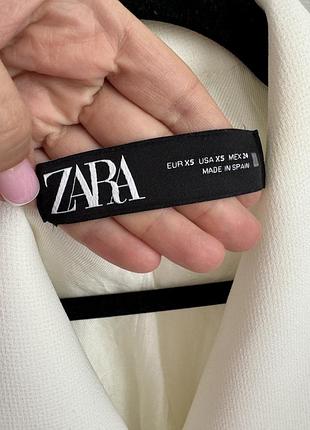 ZARA
EUR XS USA XS MEX 24
MADE IN SPAIN